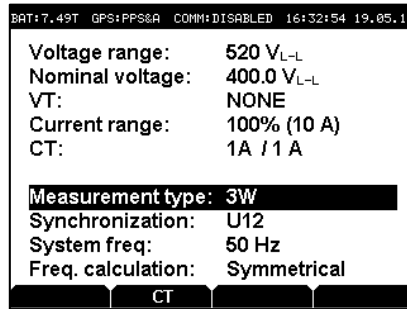 BAT:7.49T GPS:PPS&A COMM:DISABLED 16:32:54 19.05.1
Voltage range: 520 VL-L
Nominal voltage: 400.0 VL-L
VT: NONE
Current range: 100% (10 A)
CT: 1A / 1 A
Measurement type: 3W
Synchronization: U12
System freq: 50 Hz
Freq. calculation: Symmetrical
CT